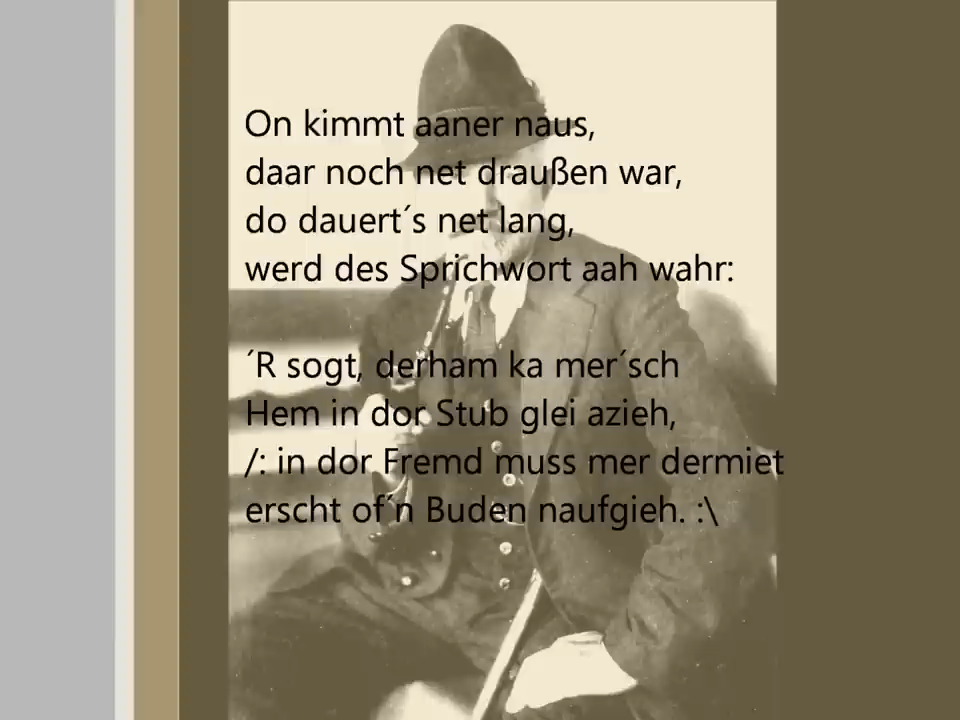 On kimmt aaner naus,
daar noch net draußen war,
do dauert´s net lang,
werd des Sprichwort aah wahr:
´R sogt, derham ka mer´sch
Hem in dor Stub glei azieh,
/: in dor Fremd muss mer dermiet
erscht of´n Buden naufgieh. :\